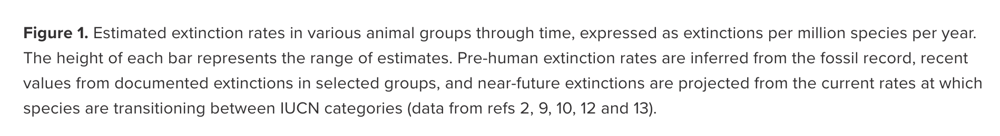 Figure 1. Estimated extinction rates in various animal groups through time, expressed as extinctions per million species per year.
The height of each bar represents the range of estimates. Pre-human extinction rates are inferred from the fossil record, recent
values from documented extinctions in selected groups, and near-future extinctions are projected from the current rates at which
species are transitioning between IUCN categories (data from refs 2, 9, 10, 12 and 13).